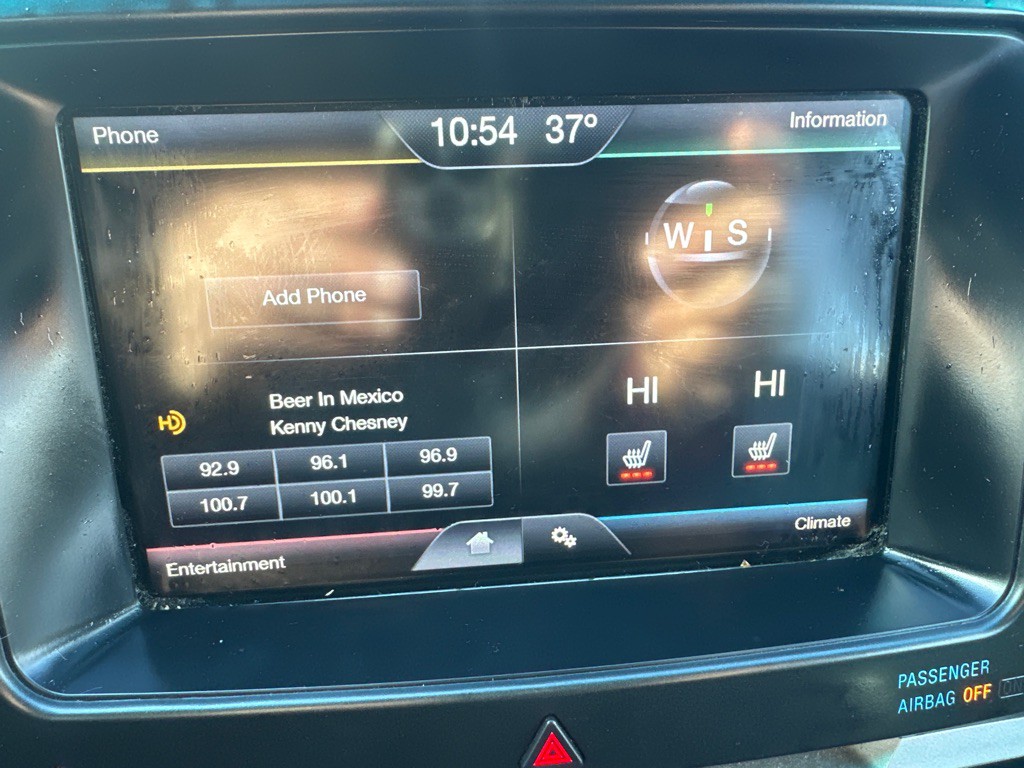 Phone
10:54 37°
Information
W S
Add Phone
HI HI
Beer In Mexico
HD
Kenny Chesney
92.9 96.1 96.9
100.7 100.1 99.7
Climate
Entertainment
PASSENGER
AIRBAG OFF ON